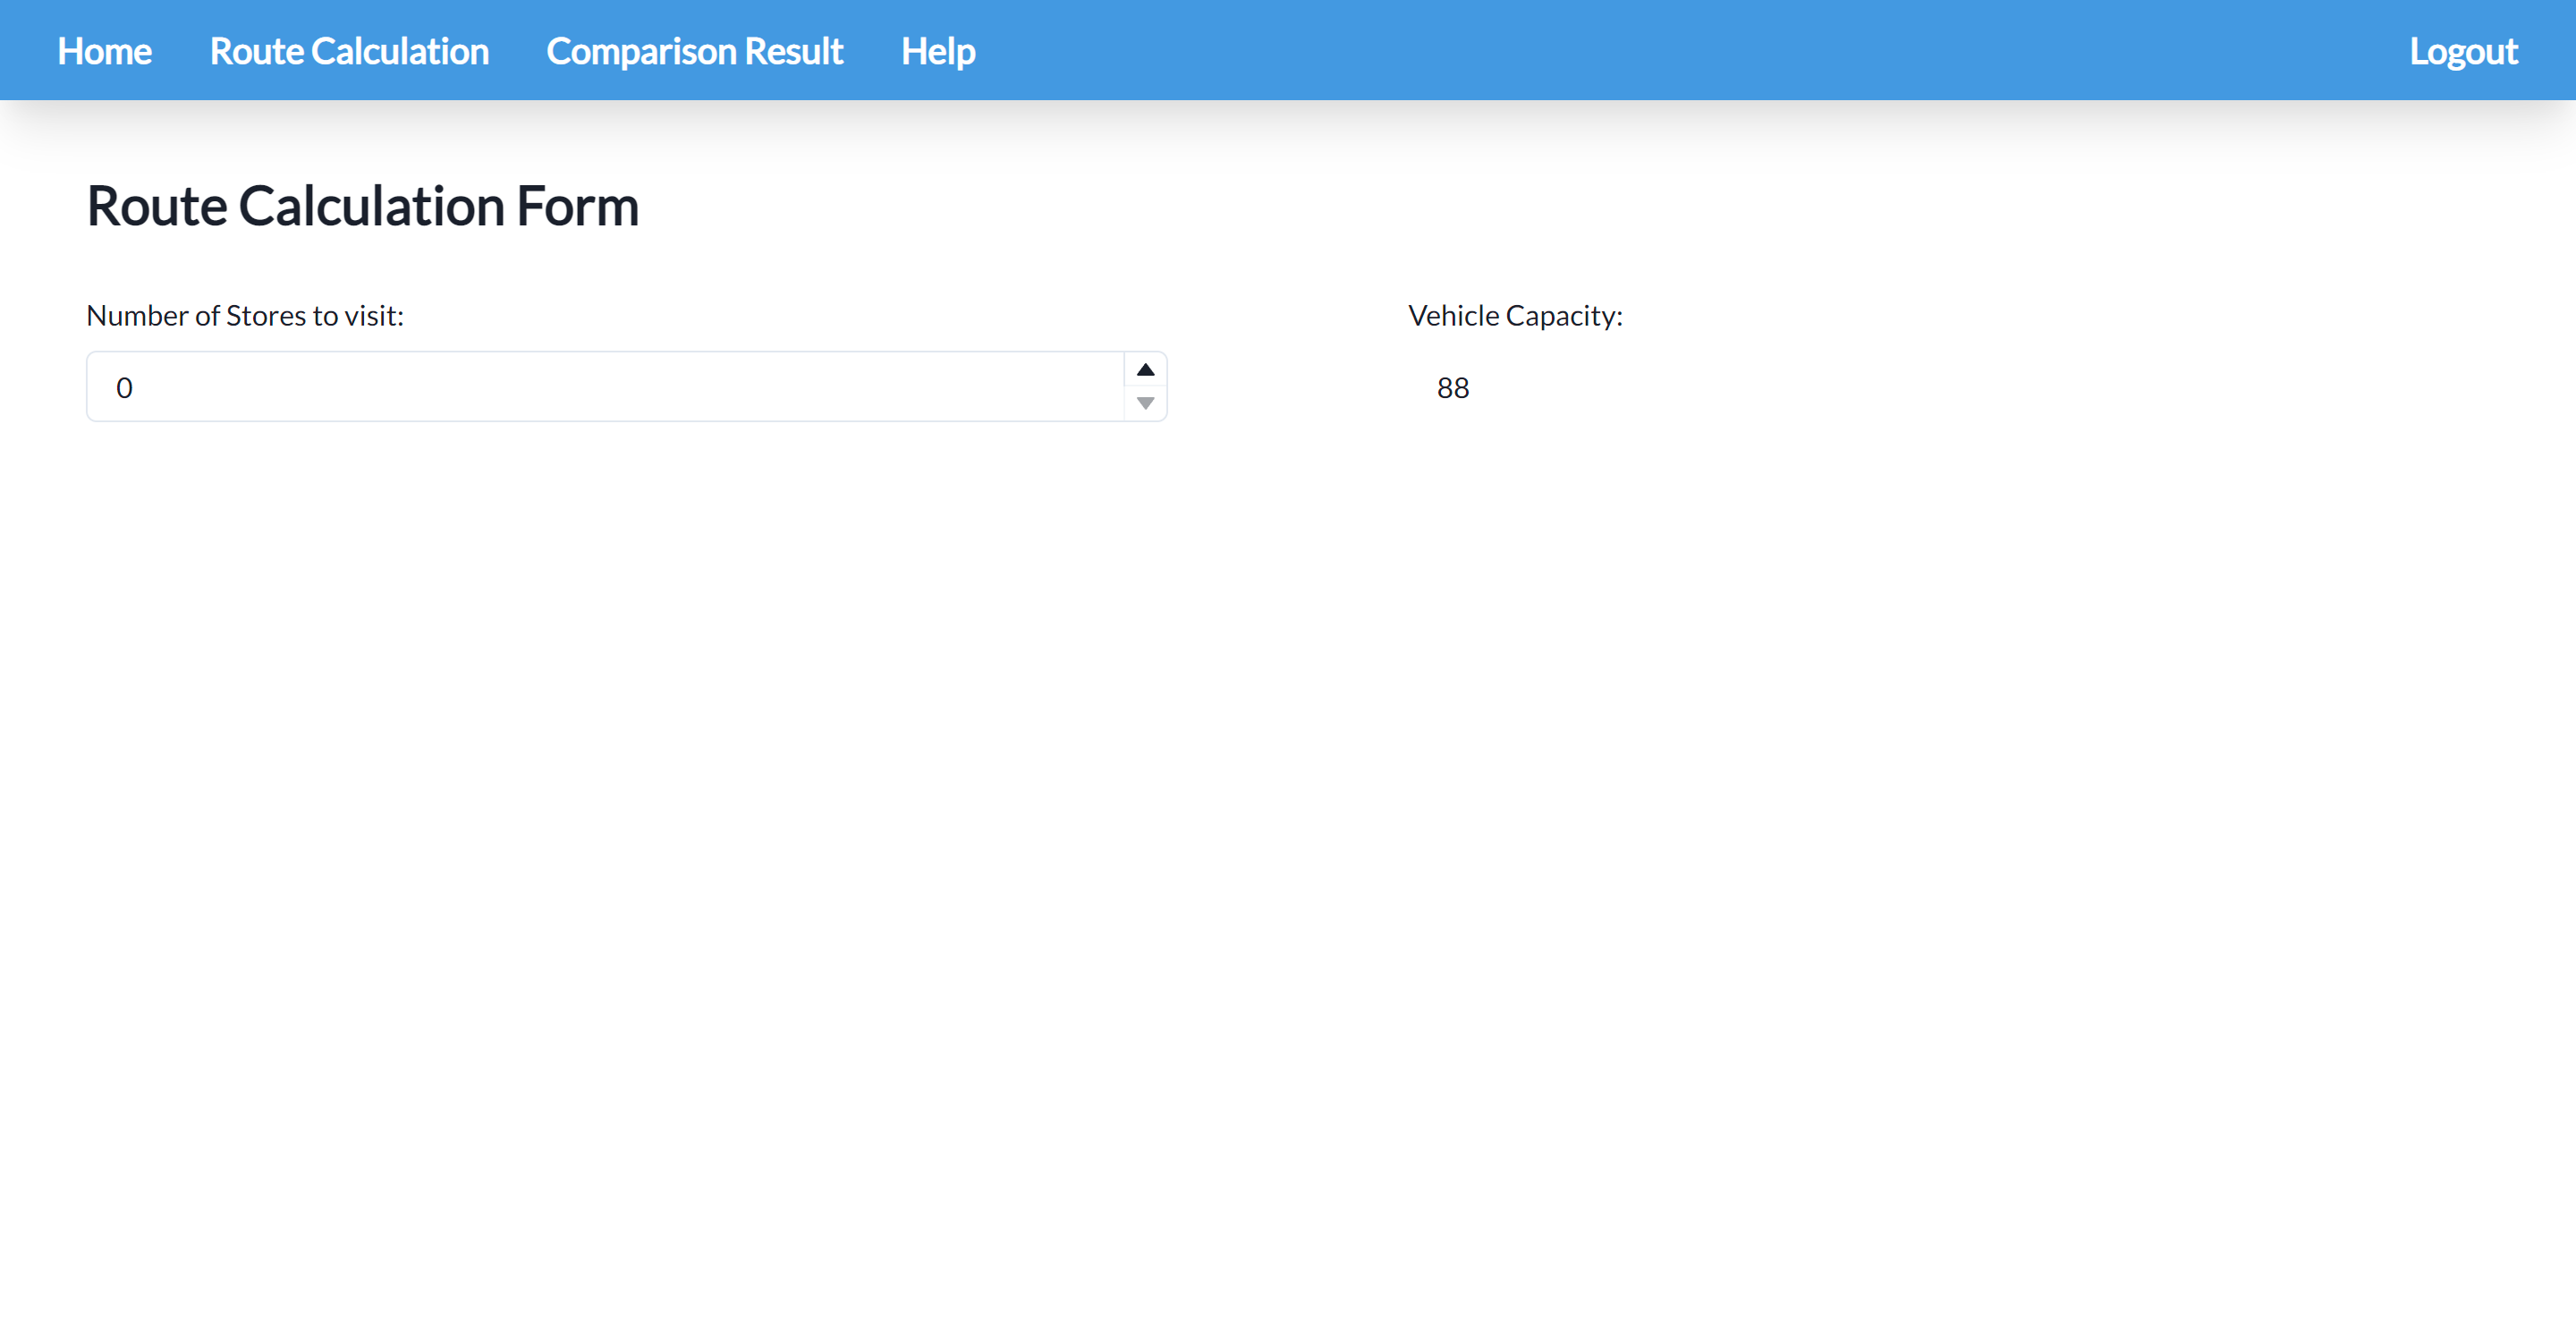 Home Route Calculation Comparison Result Help Logout
Route Calculation Form
Number of Stores to visit: Vehicle Capacity:
0 88